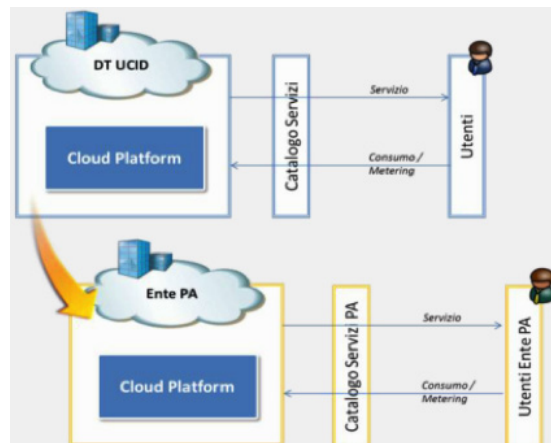 DT UCID
Cloud Platform
Catalogo Servizi
Servizio
Consumo /
Metering
Utenti
Ente PA
Cloud Platform
Catalogo Servizi PA
Servizio
Consumo /
Metering
Utenti Ente PA